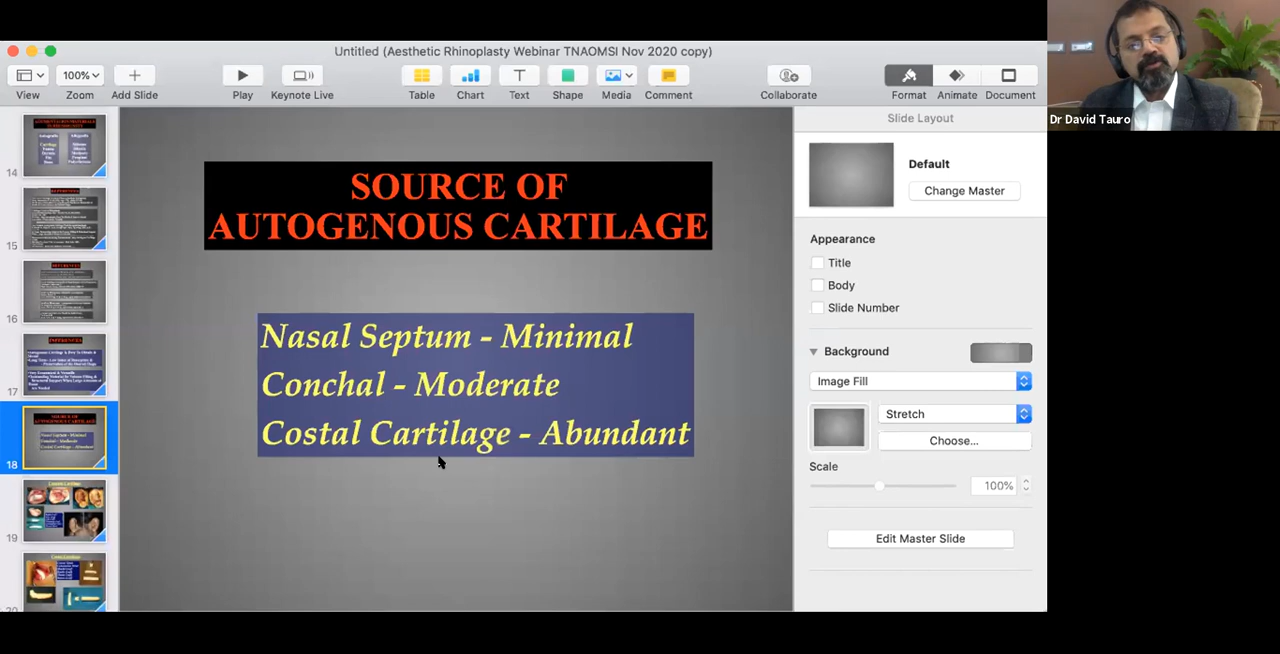 Untitled (Aesthetic Rhinoplasty Webinar TNAOMSI Nov 2020 copy)
100%
View
Zoom
Add Slide
Play
Keynote Live
Table
Chart
Text
Shape
Media
Comment
Collaborate
Format
Animate
Document
Dr David Tauro
14
15
16
17
18
19
20
SOURCE OF
AUTOGENOUS CARTILAGE
Nasal Septum - Minimal
Conchal - Moderate
Costal Cartilage - Abundant
Slide Layout
Default
Change Master
Appearance
Title
Body
Slide Number
Background
Image Fill
Stretch
Choose...
Scale
100%
Edit Master Slide